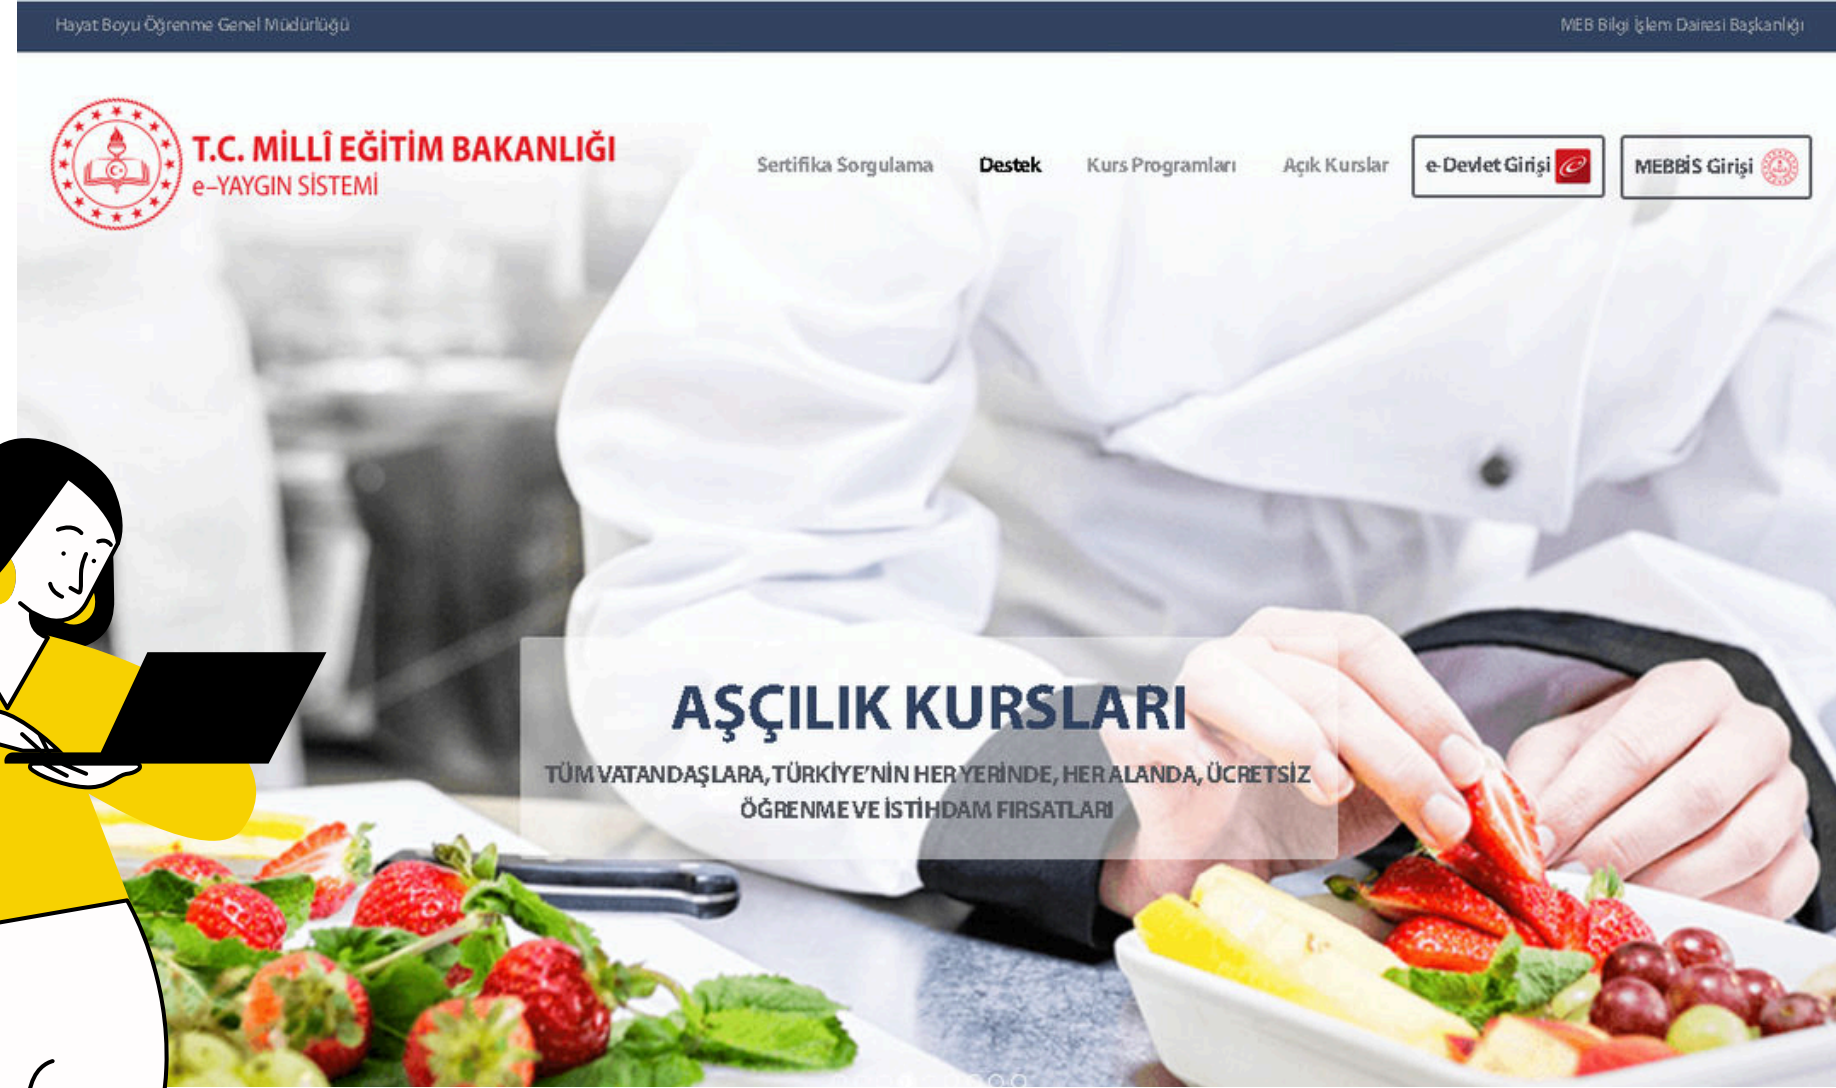 Hayat Boyu Öğrenme Genel Müdürlüğü
MEB Bilgi İşlem Dairesi Başkanlığı
T.C. MİLLÎ EĞİTİM BAKANLIĞI
e-YAYGIN SİSTEMİ
Sertifika Sorgulama
Destek
Kurs Programları
Açık Kurslar
e-Devlet Girişi
MEBBİS Girişi
AŞÇILIK KURSLARI
TÜM VATANDAŞLARA, TÜRKİYE'NİN HER YERİNDE, HER ALANDA, ÜCRETSİZ
ÖĞRENME VE İSTİHDAM FIRSATLARI